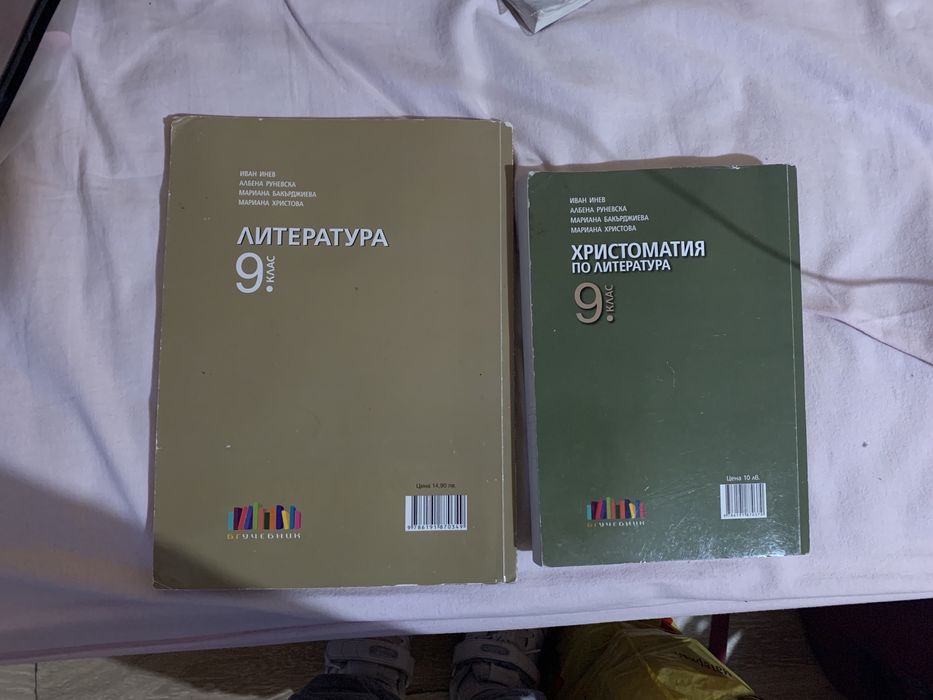 ИВАН ИНЕВ
АЛБЕНА РУНЕВСКА
МАРИАНА БАКЪРДЖИЕВА
МАРИАНА ХРИСТОВА
ЛИТЕРАТУРА
9. КЛАС
Цена 14,90 лв.
9786191870349
БГУЧЕБНИК
ИВАН ИНЕВ
АЛБЕНА РУНЕВСКА
МАРИАНА БАКЪРДЖИЕВА
МАРИАНА ХРИСТОВА
ХРИСТОМАТИЯ
ПО ЛИТЕРАТУРА
9. КЛАС
Цена 10 лв.
БГУЧЕБНИК